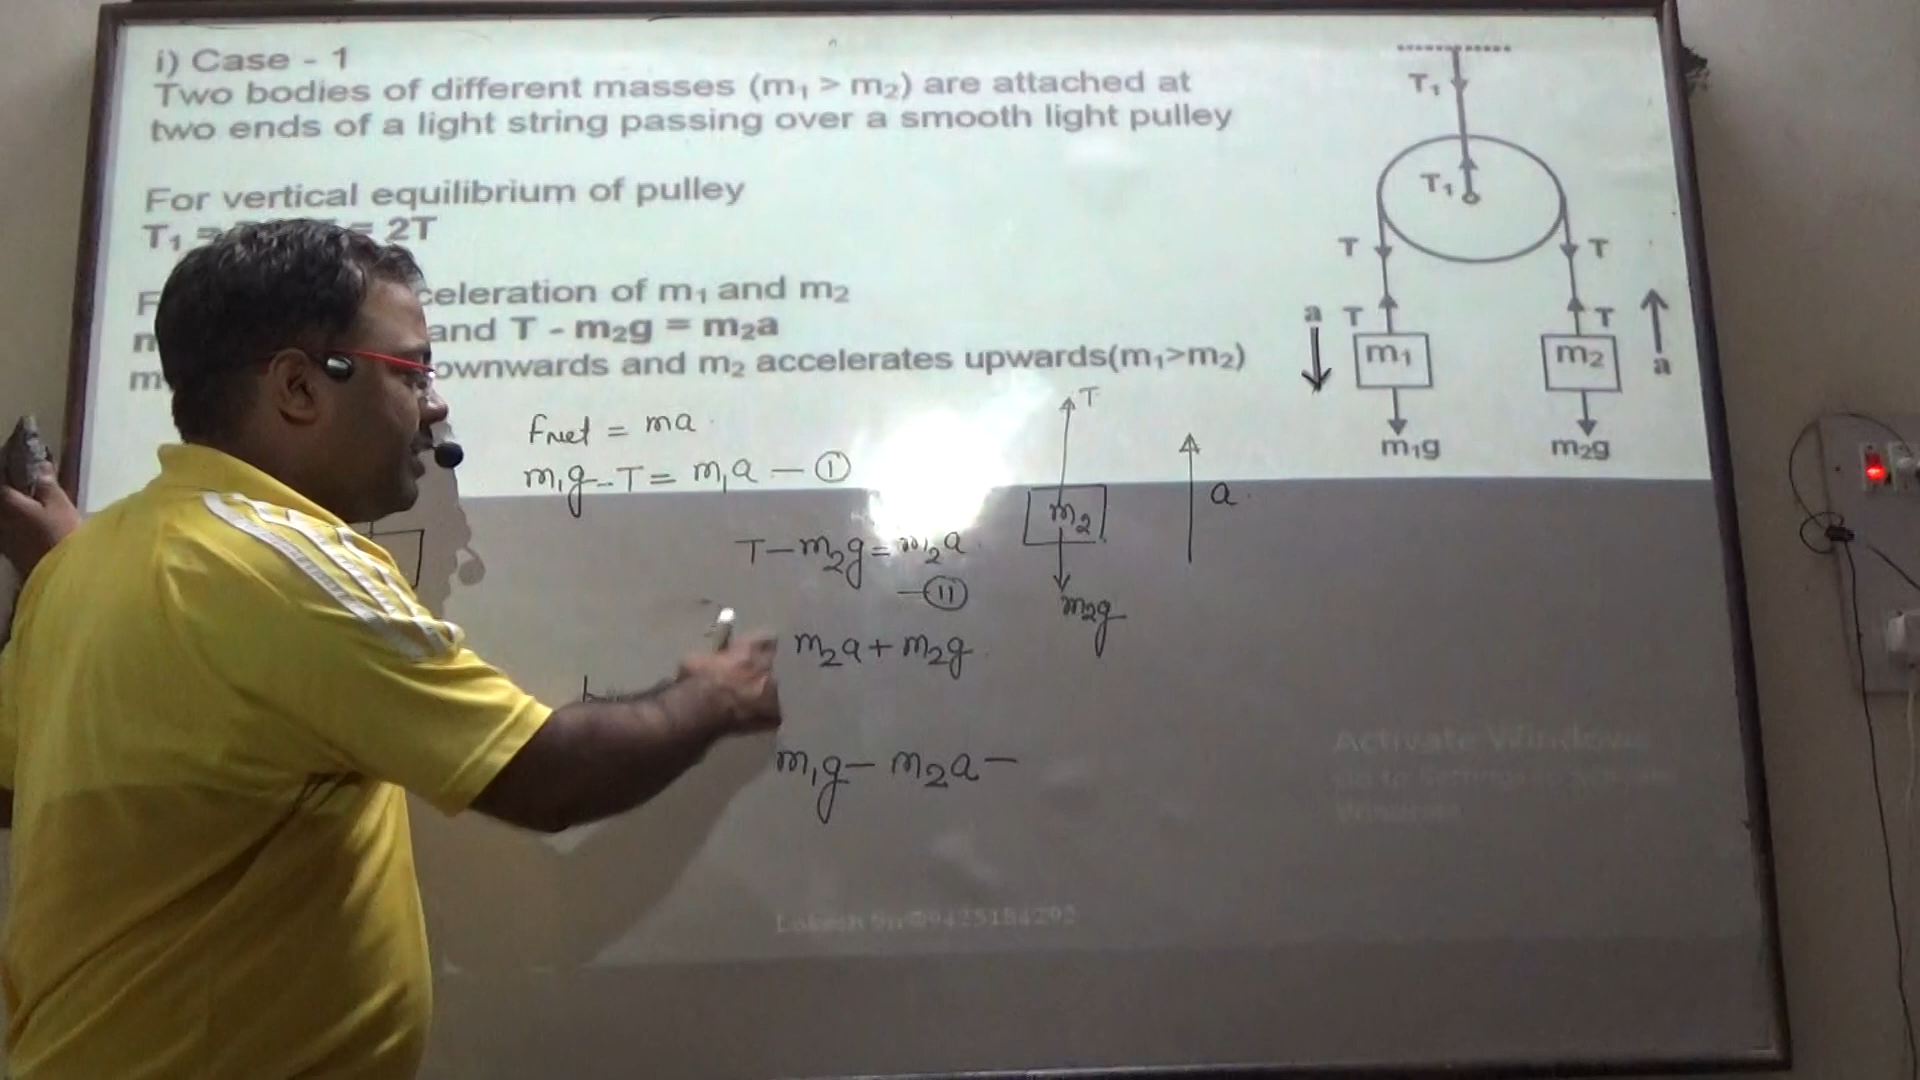 i) Case - 1
Two bodies of different masses (m₁ > m₂) are attached at
two ends of a light string passing over a smooth light pulley
For vertical equilibrium of pulley
T₁ = = 2T
celeration of m₁ and m₂
and T - m₂g = m₂a
ownwards and m₂ accelerates upwards(m₁>m₂)
T₁
T₁
T T
a T T
m₁ m₂ a
m₁g m₂g
Fnet = ma
m₁g - T = m₁a — Ⓘ
T - m₂g = m₂a
— ⓘⓘ
m₂a + m₂g
m₁g - m₂a -
T
m₂
a
m₂g
Activate Windows